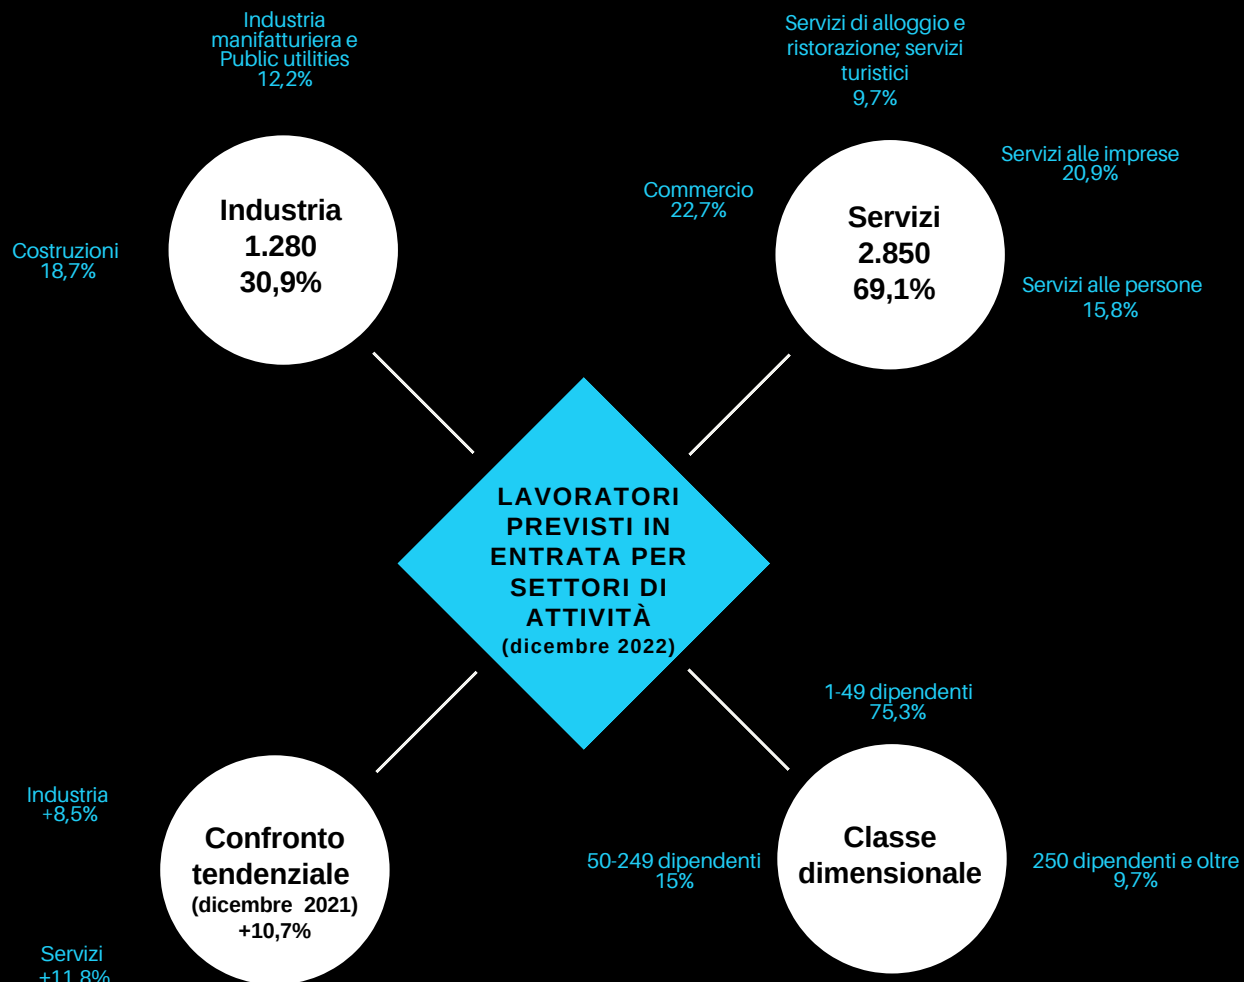 Industria
manifatturiera e
Public utilities
12,2%
Costruzioni
18,7%
Industria
1.280
30,9%
Servizi di alloggio e
ristorazione; servizi
turistici
9,7%
Commercio
22,7%
Servizi alle imprese
20,9%
Servizi alle persone
15,8%
Servizi
2.850
69,1%
LAVORATORI
PREVISTI IN
ENTRATA PER
SETTORI DI
ATTIVITÀ
(dicembre 2022)
Industria
+8,5%
Servizi
+11,8%
Confronto
tendenziale
(dicembre 2021)
+10,7%
1-49 dipendenti
75,3%
50-249 dipendenti
15%
Classe
dimensionale
250 dipendenti e oltre
9,7%